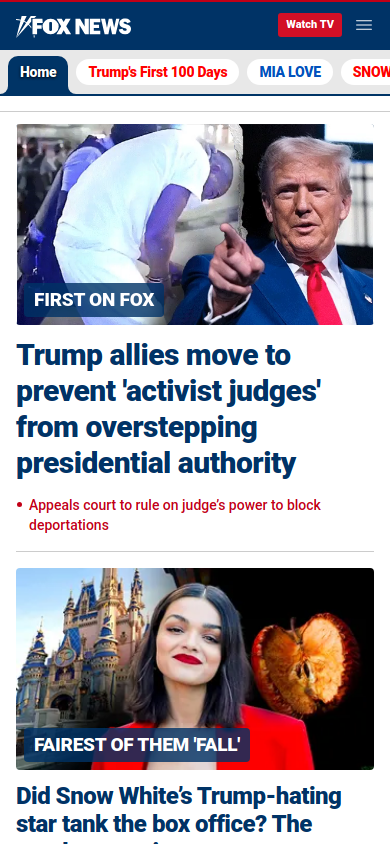 FOX NEWS
Watch TV
Home
Trump's First 100 Days
MIA LOVE
SNOW
FIRST ON FOX
Trump allies move to
prevent 'activist judges'
from overstepping
presidential authority
• Appeals court to rule on judge’s power to block
deportations
FAIREST OF THEM 'FALL'
Did Snow White’s Trump-hating
star tank the box office? The